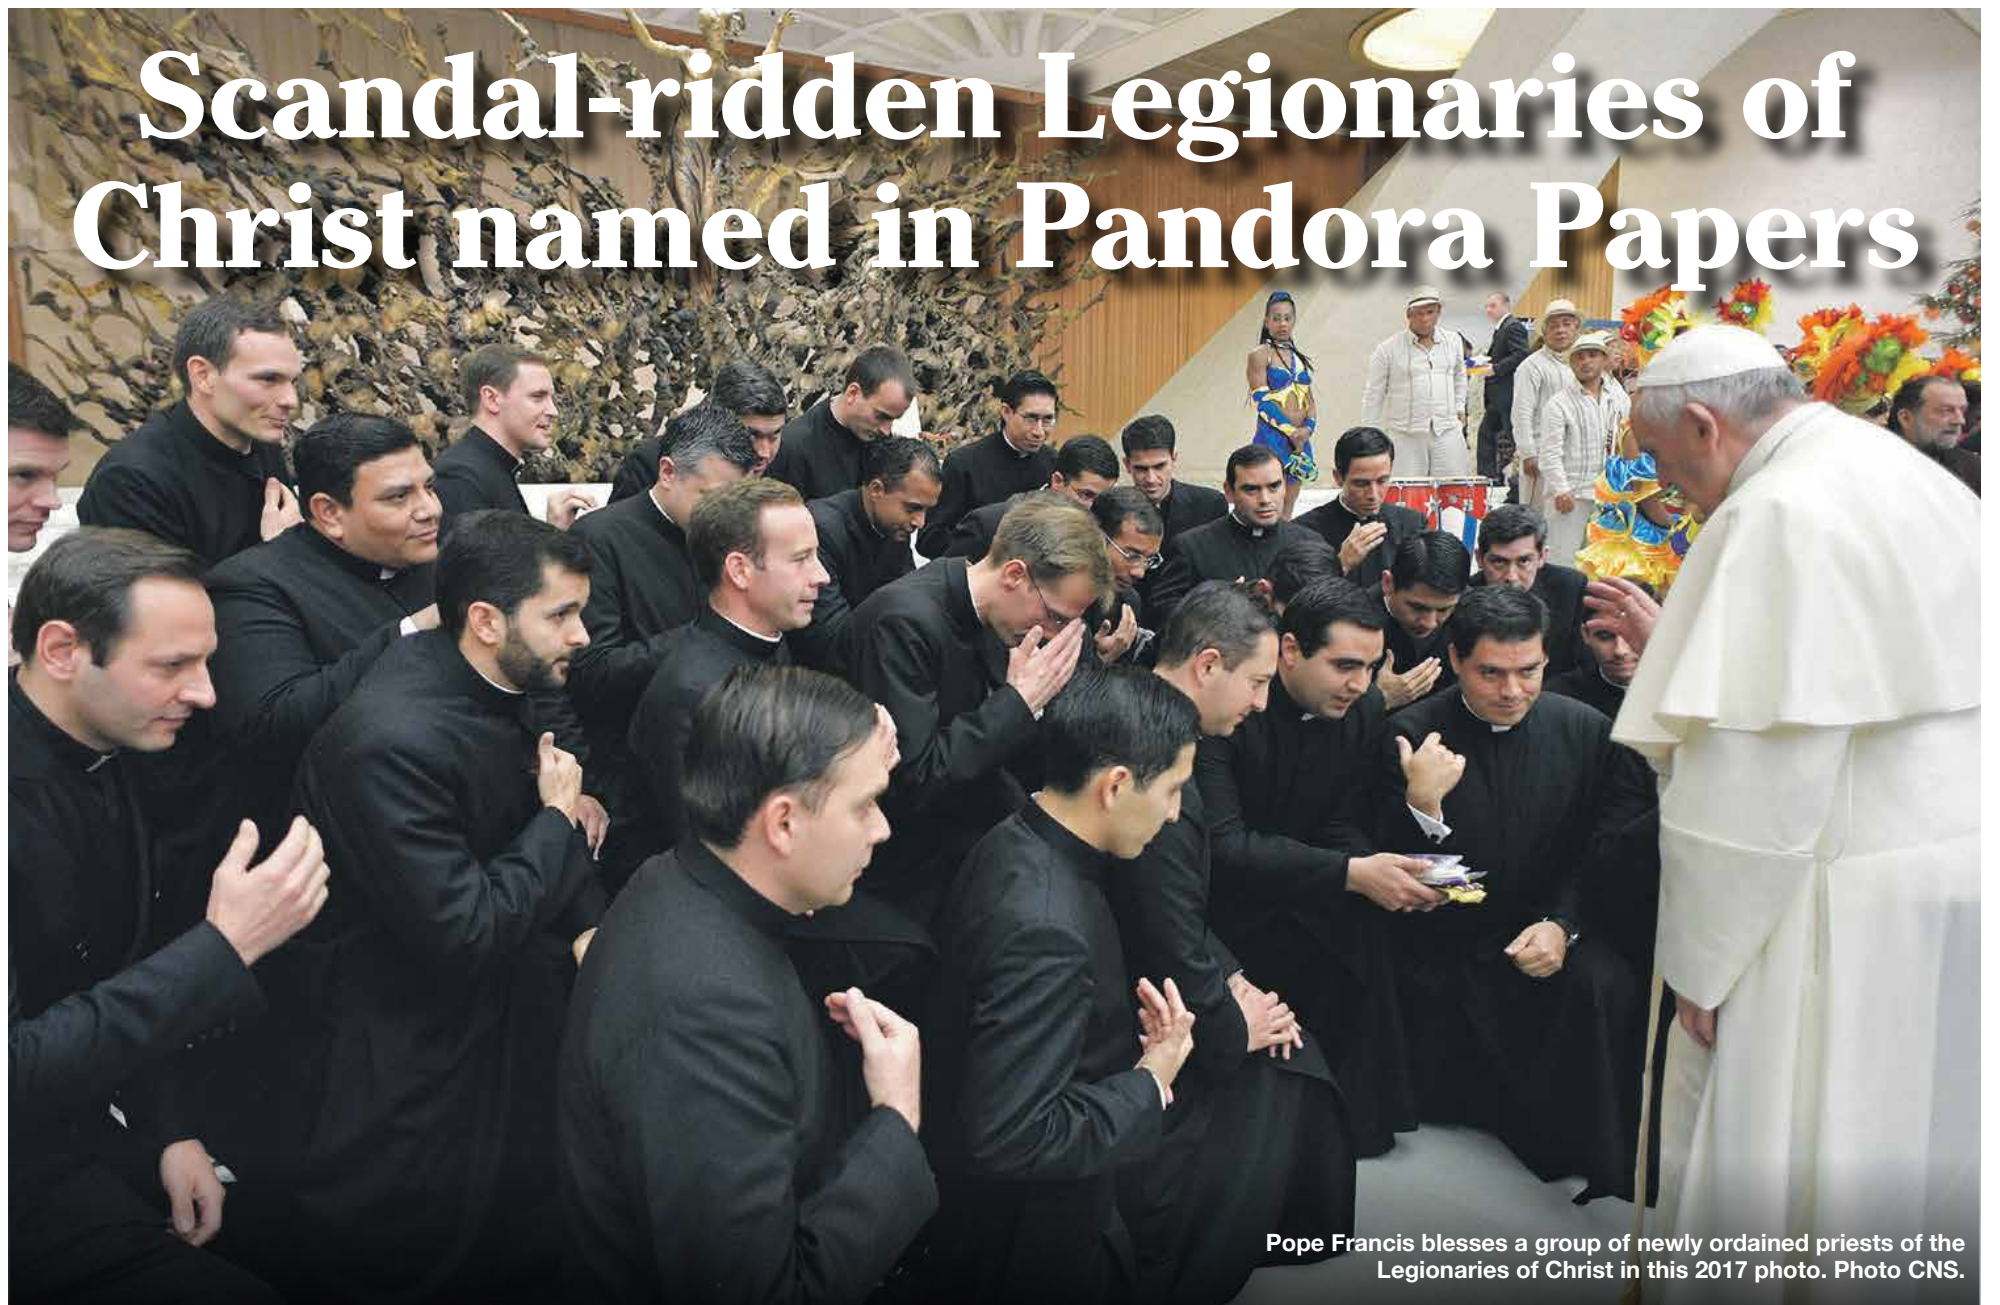 Scandal-ridden Legionaries of
Christ named in Pandora Papers
Pope Francis blesses a group of newly ordained priests of the
Legionaries of Christ in this 2017 photo. Photo CNS.